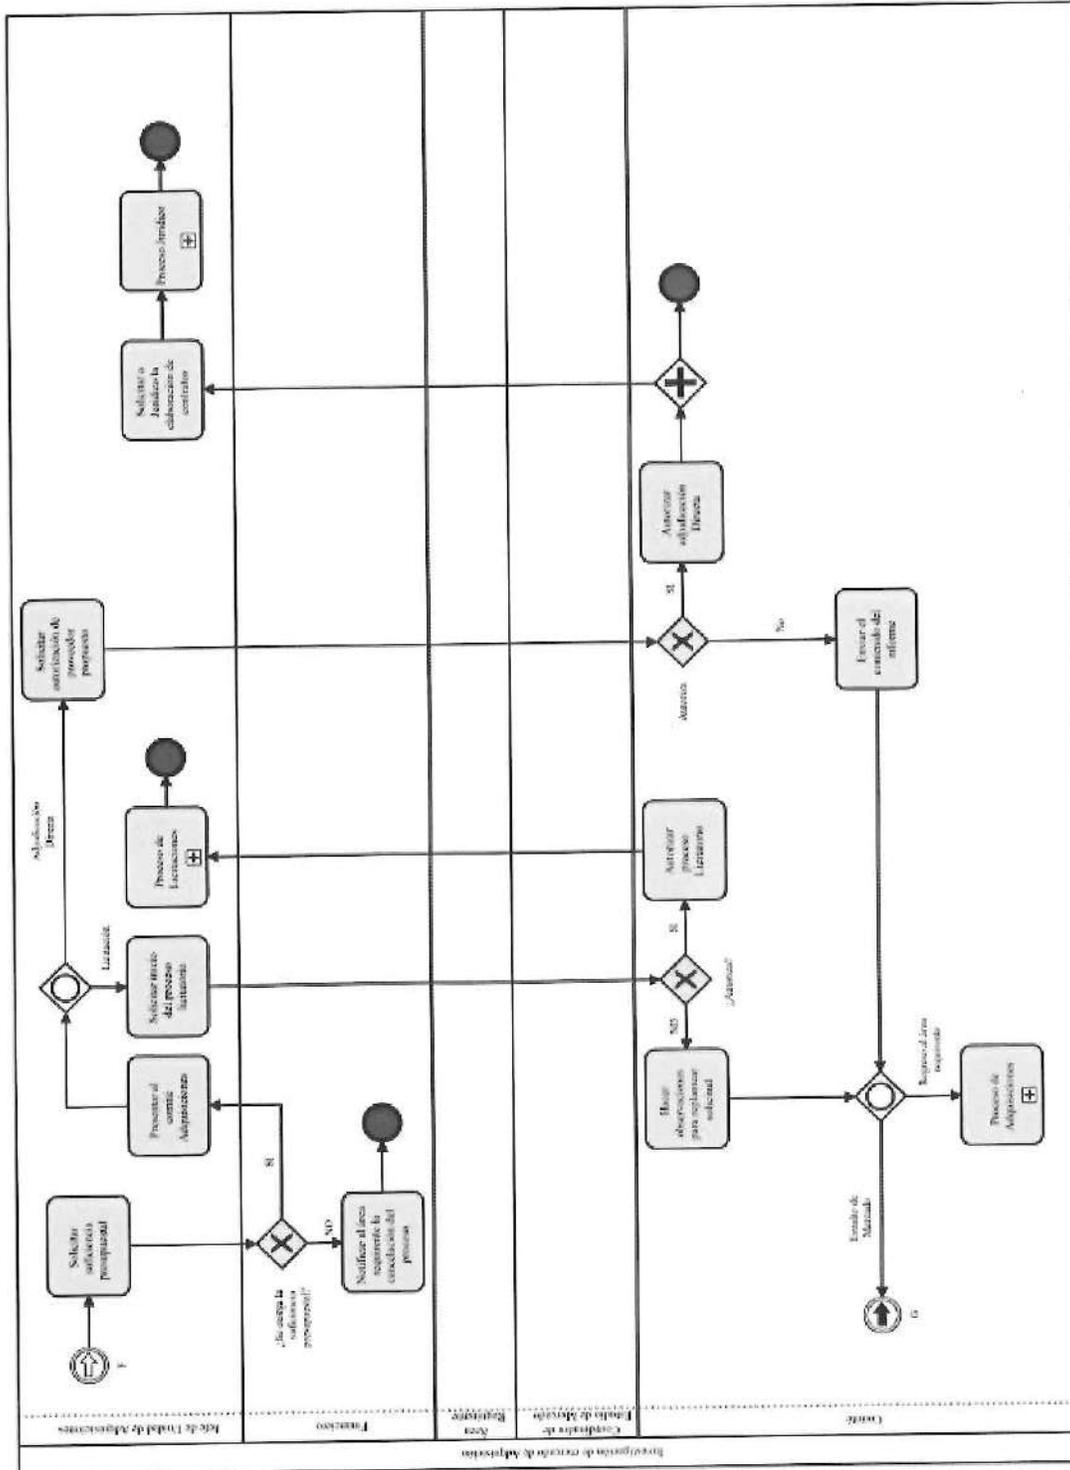 Investigación de mercado de Adquisición
Jefe de Unidad de Adquisiciones
Financiero
Área
Requirente
Coordinador de
Estudio de Mercado
Comité
F
Solicitar
suficiencia
presupuestal
¿Se otorga la
suficiencia
presupuestal?
SI
NO
Notificar al área
requirente la
cancelación del
proceso
Presentar al
comité
Adquisiciones
Licitación
Adjudicación
Directa
Solicitar inicio
del proceso
licitatorio
Proceso de
Licitaciones
Solicitar
autorización de
proveedor
propuesto
Solicitar a
Jurídico la
elaboración de
contratos
Proceso Jurídico
¿Autoriza?
NO
SI
Hacer
observaciones
para replantear
solicitud
Autorizar
proceso
Licitatorio
Autoriza
SI
No
Autorizar
adjudicación
Directa
Enviar el
contenido del
informe
Estudio de
Mercado
Regreso al área
requirente
Proceso de
Adquisiciones
G